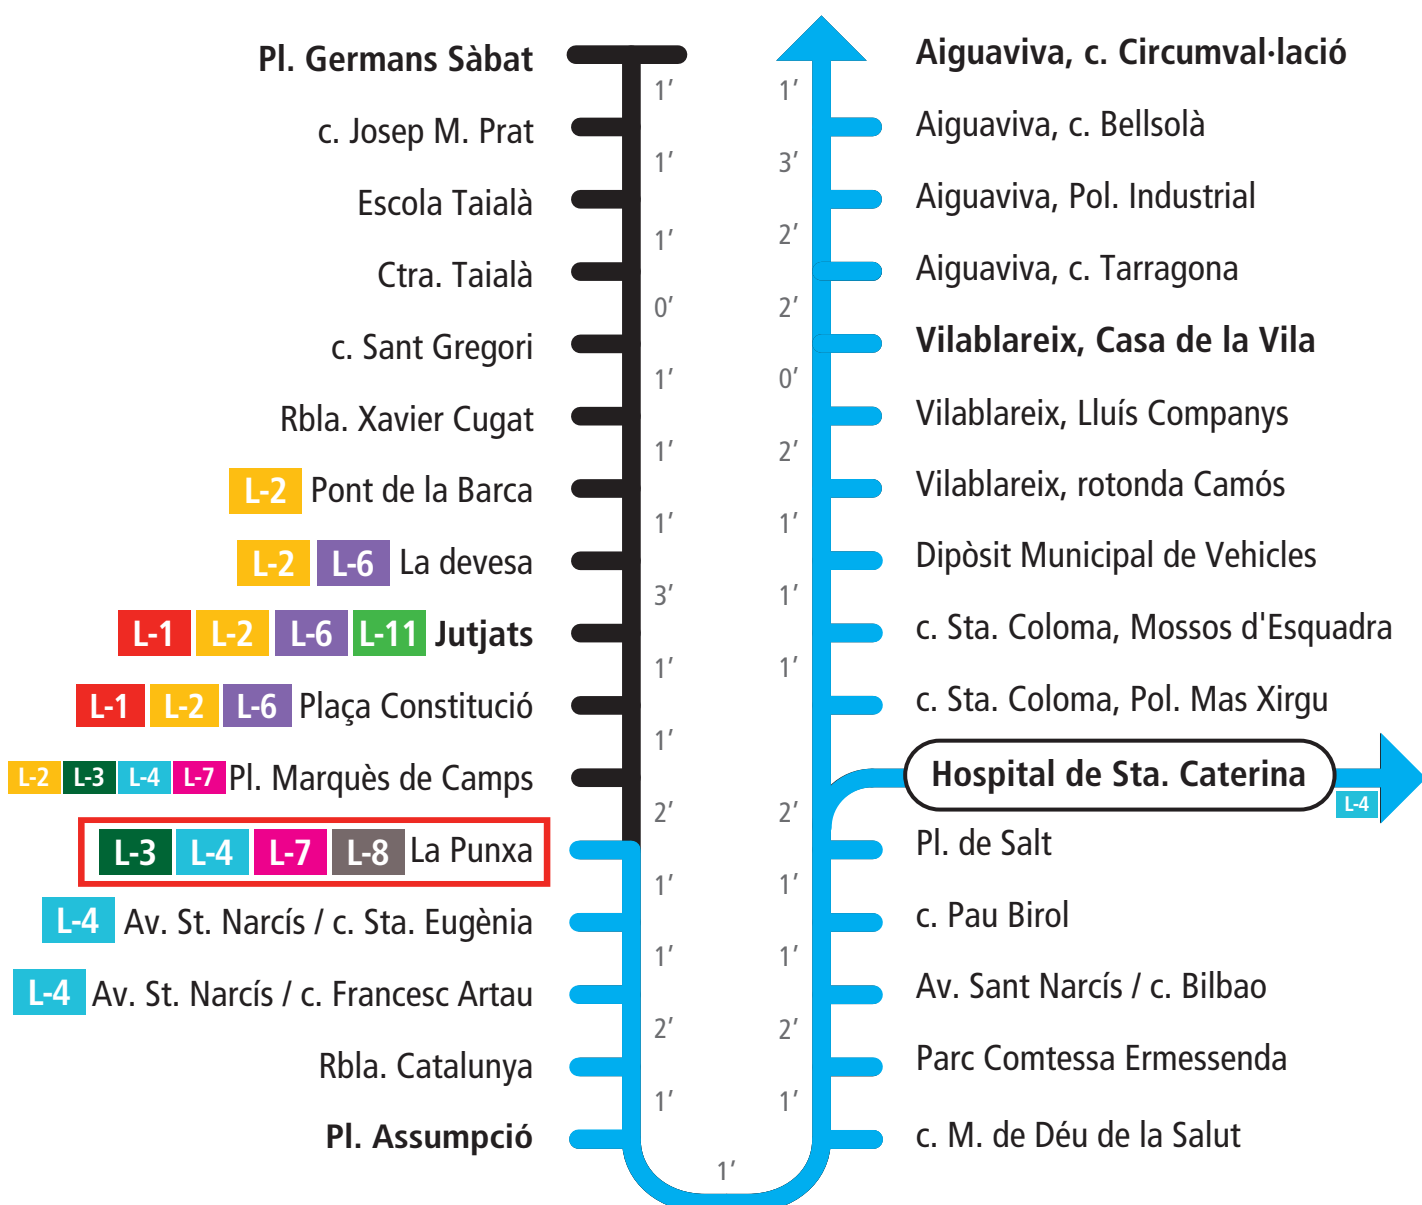 Pl. Germans Sàbat
1’
c. Josep M. Prat
1’
Escola Taialà
1’
Ctra. Taialà
0’
c. Sant Gregori
1’
Rbla. Xavier Cugat
1’
L-2 Pont de la Barca
1’
L-2 L-6 La devesa
3’
L-1 L-2 L-6 L-11 Jutjats
1’
L-1 L-2 L-6 Plaça Constitució
1’
L-2 L-3 L-4 L-7 Pl. Marquès de Camps
2’
L-3 L-4 L-7 L-8 La Punxa
1’
L-4 Av. St. Narcís / c. Sta. Eugènia
1’
L-4 Av. St. Narcís / c. Francesc Artau
2’
Rbla. Catalunya
1’
Pl. Assumpció
1’
Aiguaviva, c. Circumval·lació
1’
Aiguaviva, c. Bellsolà
3’
Aiguaviva, Pol. Industrial
2’
Aiguaviva, c. Tarragona
2’
Vilablareix, Casa de la Vila
0’
Vilablareix, Lluís Companys
2’
Vilablareix, rotonda Camós
1’
Dipòsit Municipal de Vehicles
1’
c. Sta. Coloma, Mossos d'Esquadra
1’
c. Sta. Coloma, Pol. Mas Xirgu
Hospital de Sta. Caterina
L-4
2’
Pl. de Salt
1’
c. Pau Birol
1’
Av. Sant Narcís / c. Bilbao
2’
Parc Comtessa Ermessenda
1’
c. M. de Déu de la Salut